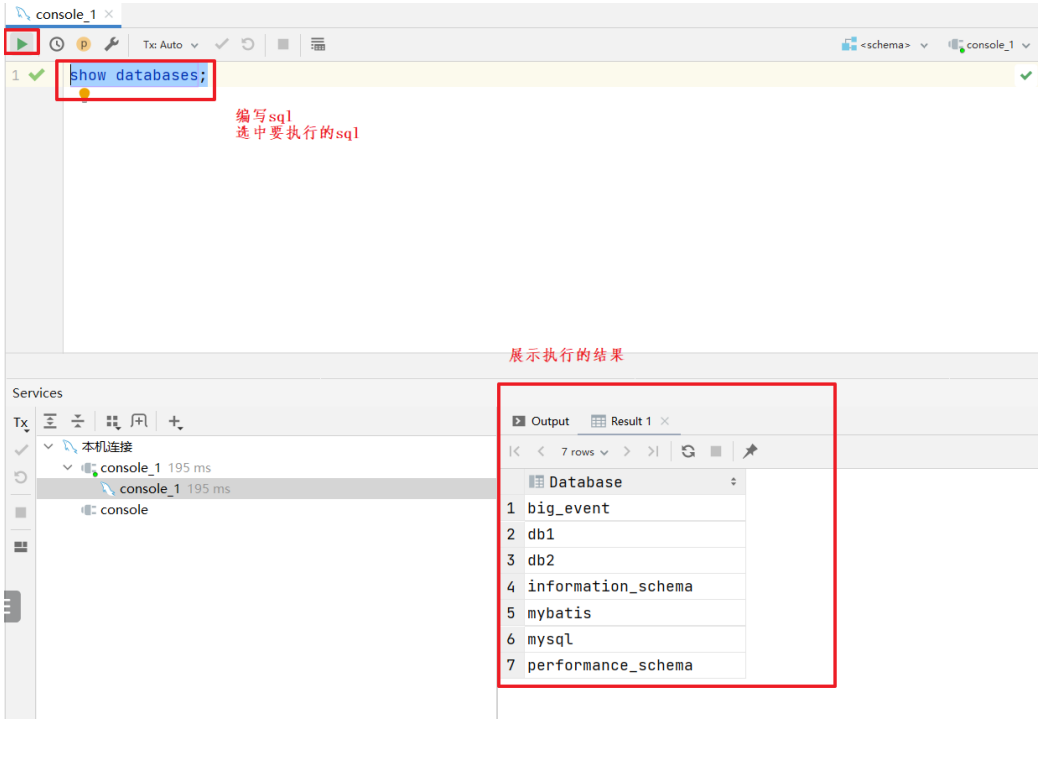 console_1
Tx: Auto
<schema>
console_1
1
show databases;
编写sql
选中要执行的sql
展示执行的结果
Services
Tx
本机连接
console_1 195 ms
console_1 195 ms
console
Output
Result 1
7 rows
Database
1 big_event
2 db1
3 db2
4 information_schema
5 mybatis
6 mysql
7 performance_schema